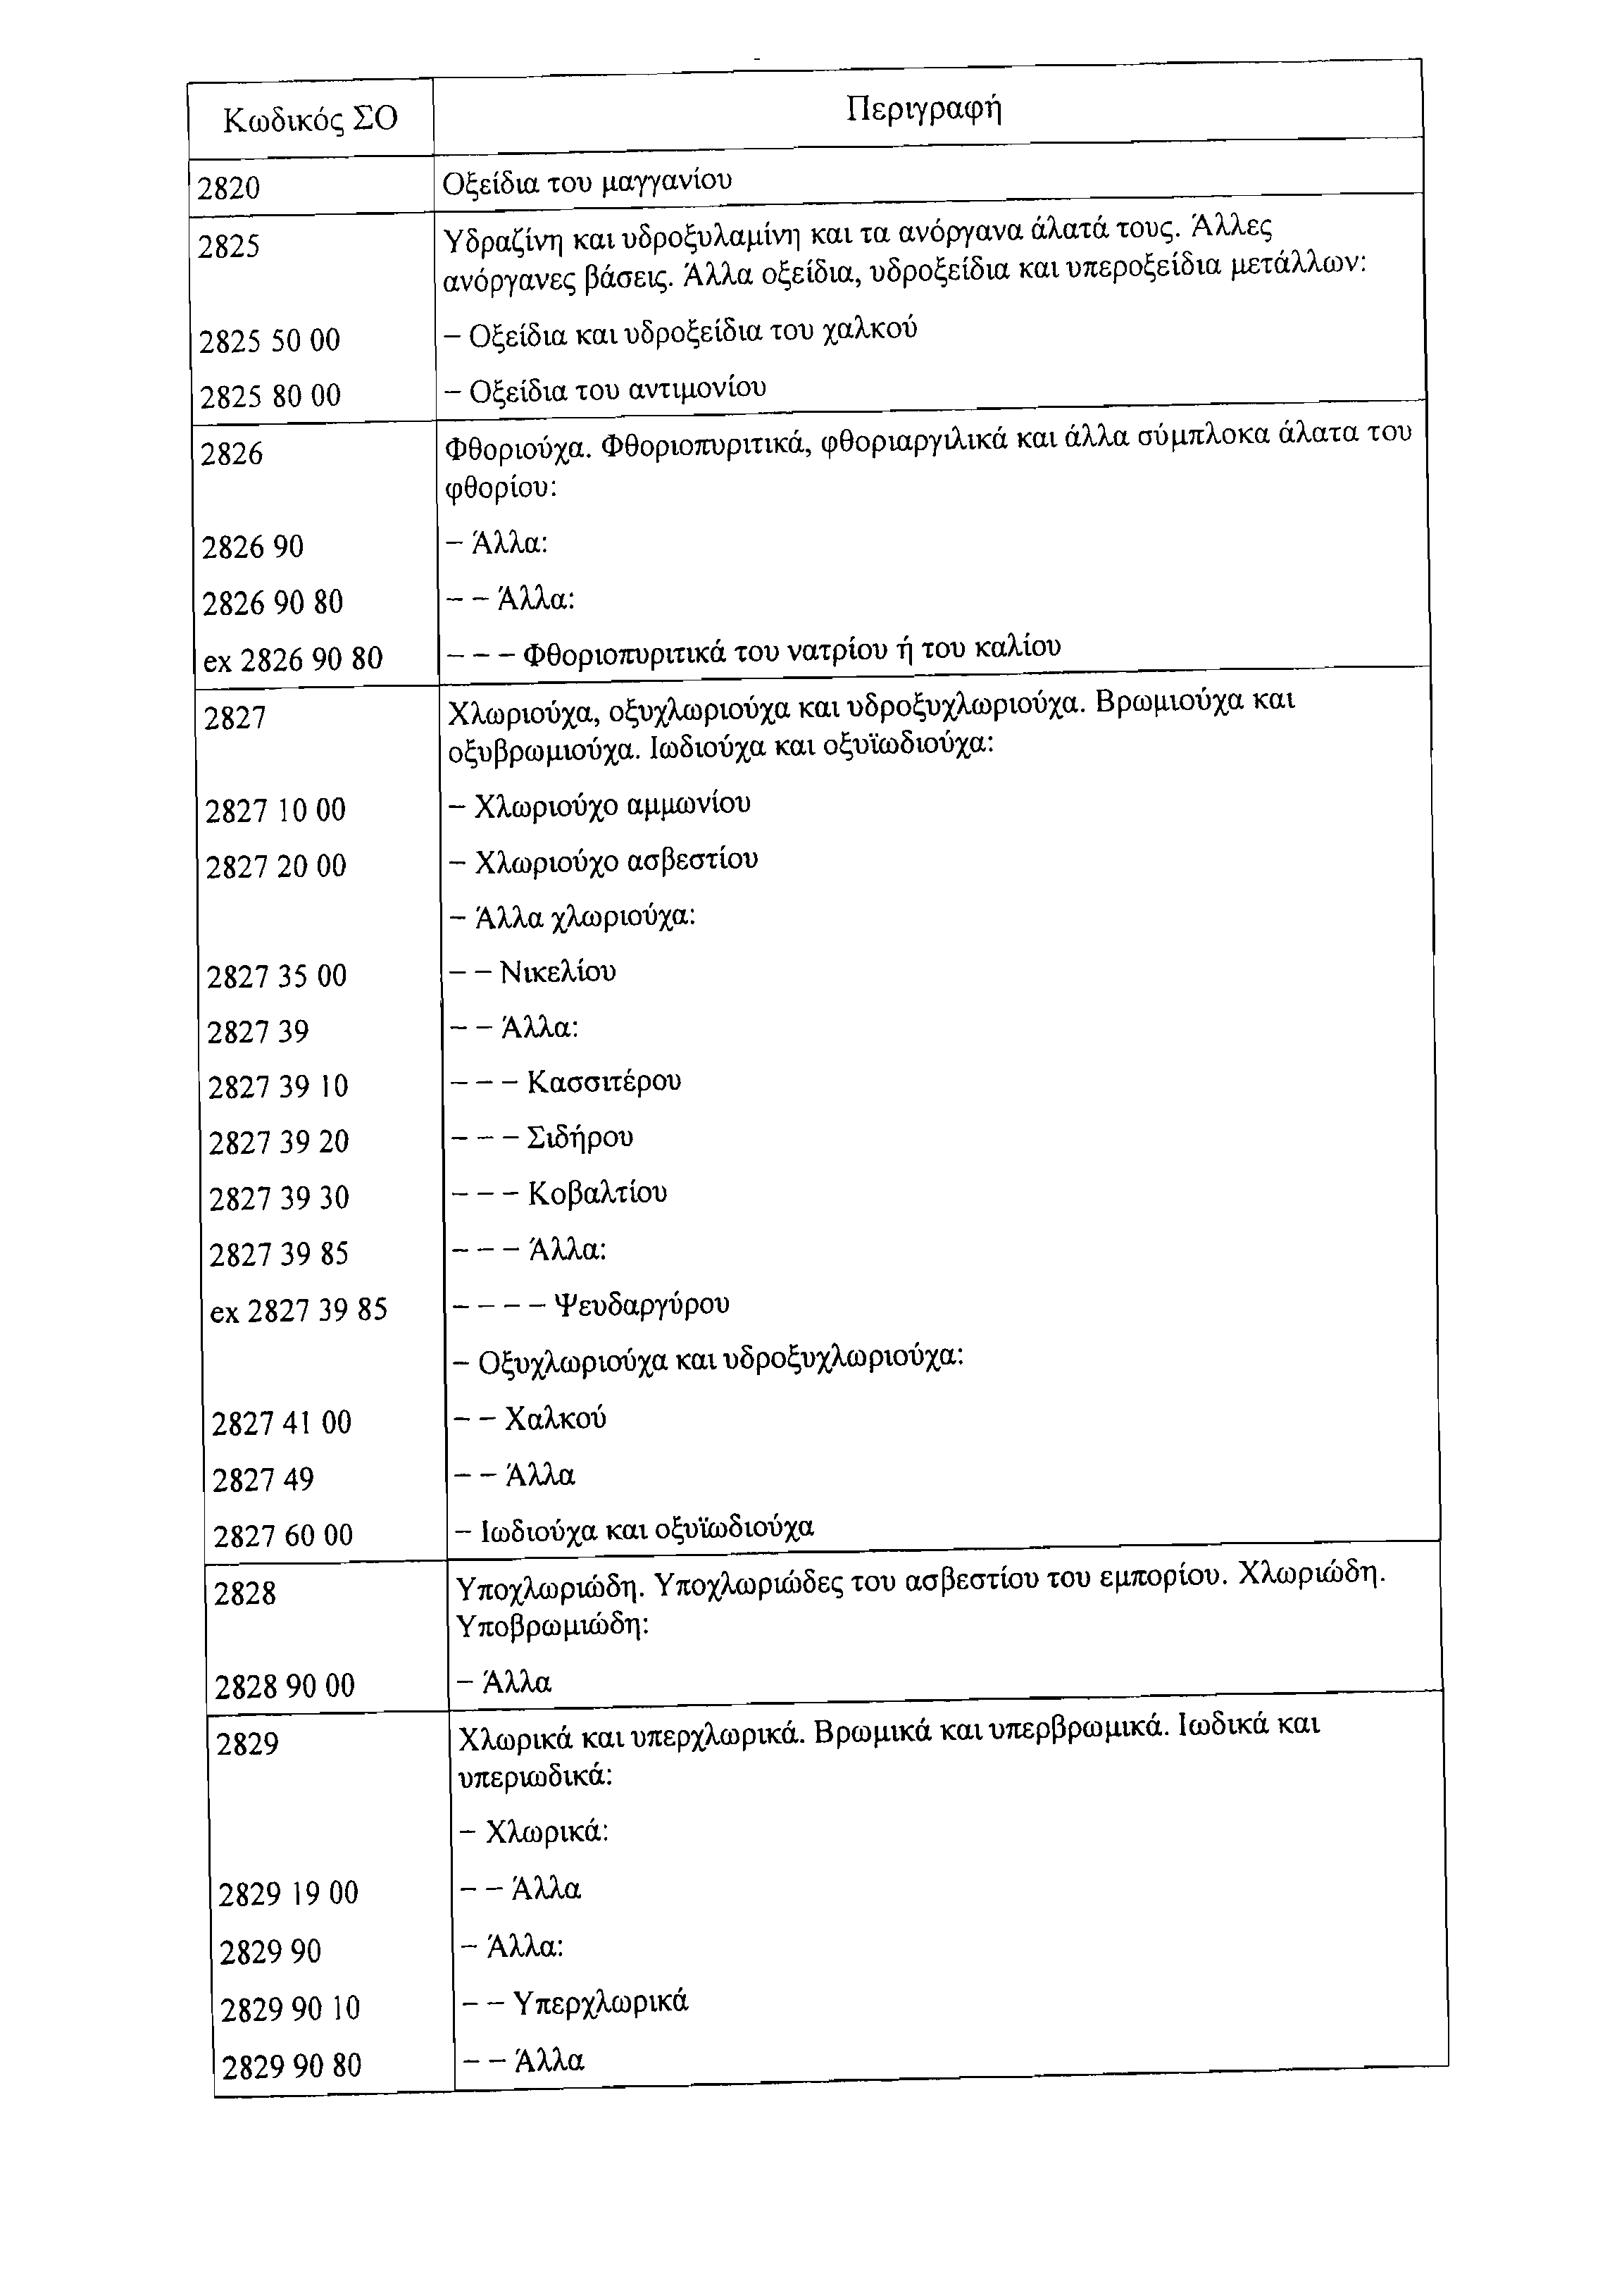 Κωδικός ΣΟ Περιγραφή
2820 Οξείδια του μαγγανίου
2825 Υδραζίνη και υδροξυλαμίνη και τα ανόργανα άλατά τους. Άλλες
ανόργανες βάσεις. Άλλα οξείδια, υδροξείδια και υπεροξείδια μετάλλων:
2825 50 00 – Οξείδια και υδροξείδια του χαλκού
2825 80 00 – Οξείδια του αντιμονίου
2826 Φθοριούχα. Φθοριοπυριτικά, φθοριαργιλικά και άλλα σύμπλοκα άλατα του
φθορίου:
2826 90 – Άλλα:
2826 90 80 – – Άλλα:
ex 2826 90 80 – – – Φθοριοπυριτικά του νατρίου ή του καλίου
2827 Χλωριούχα, οξυχλωριούχα και υδροξυχλωριούχα. Βρωμιούχα και
οξυβρωμιούχα. Ιωδιούχα και οξυϊωδιούχα:
2827 10 00 – Χλωριούχο αμμωνίου
2827 20 00 – Χλωριούχο ασβεστίου
– Άλλα χλωριούχα:
2827 35 00 – – Νικελίου
2827 39 – – Άλλα:
2827 39 10 – – – Κασσιτέρου
2827 39 20 – – – Σιδήρου
2827 39 30 – – – Κοβαλτίου
2827 39 85 – – – Άλλα:
ex 2827 39 85 – – – – Ψευδαργύρου
– Οξυχλωριούχα και υδροξυχλωριούχα:
2827 41 00 – – Χαλκού
2827 49 – – Άλλα
2827 60 00 – Ιωδιούχα και οξυϊωδιούχα
2828 Υποχλωριώδη. Υποχλωριώδες του ασβεστίου του εμπορίου. Χλωριώδη.
Υποβρωμιώδη:
2828 90 00 – Άλλα
2829 Χλωρικά και υπερχλωρικά. Βρωμικά και υπερβρωμικά. Ιωδικά και
υπεριωδικά:
– Χλωρικά:
2829 19 00 – – Άλλα
2829 90 – Άλλα:
2829 90 10 – – Υπερχλωρικά
2829 90 80 – – Άλλα